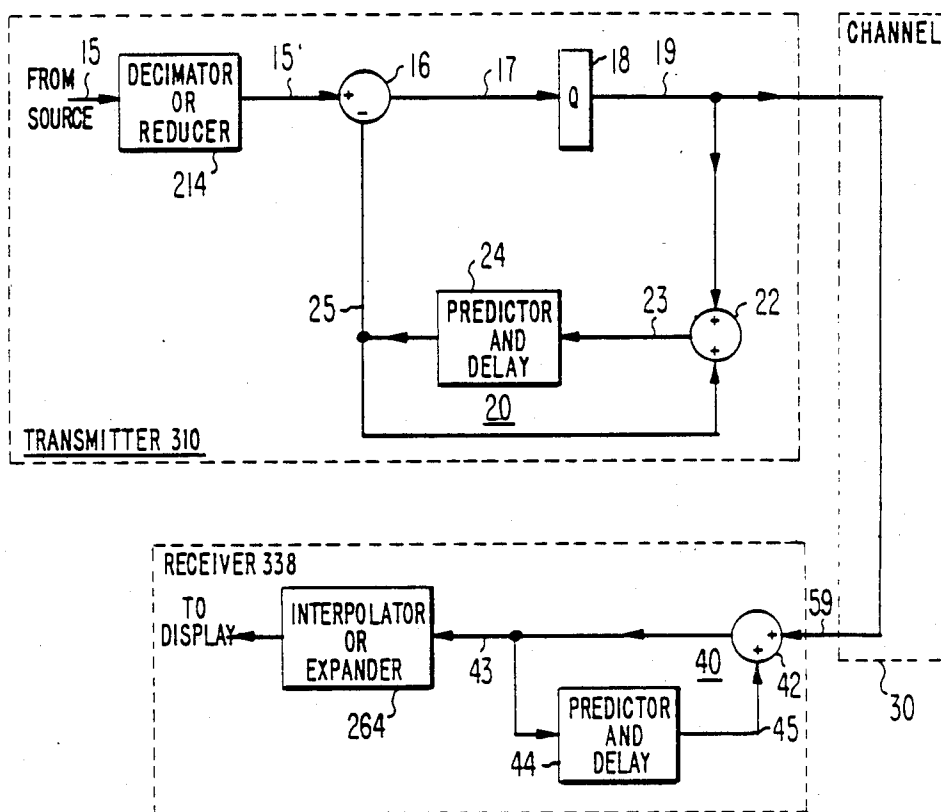 CHANNEL
15
FROM
SOURCE
DECIMATOR
OR
REDUCER
214
15'
+
-
16
17
18
Q
19
24
PREDICTOR
AND
DELAY
20
25
23
+
+
22
TRANSMITTER 310
RECEIVER 338
TO
DISPLAY
INTERPOLATOR
OR
EXPANDER
264
43
40
+
+
42
59
30
44
PREDICTOR
AND
DELAY
45